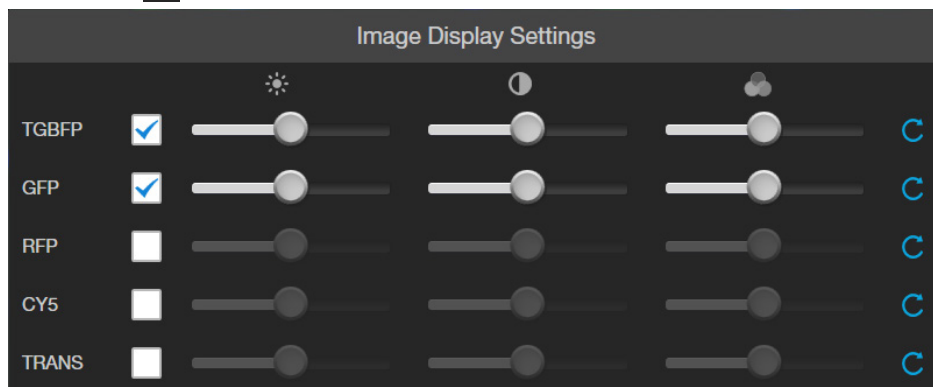 Image Display Settings
TGBFP
GFP
RFP
CY5
TRANS